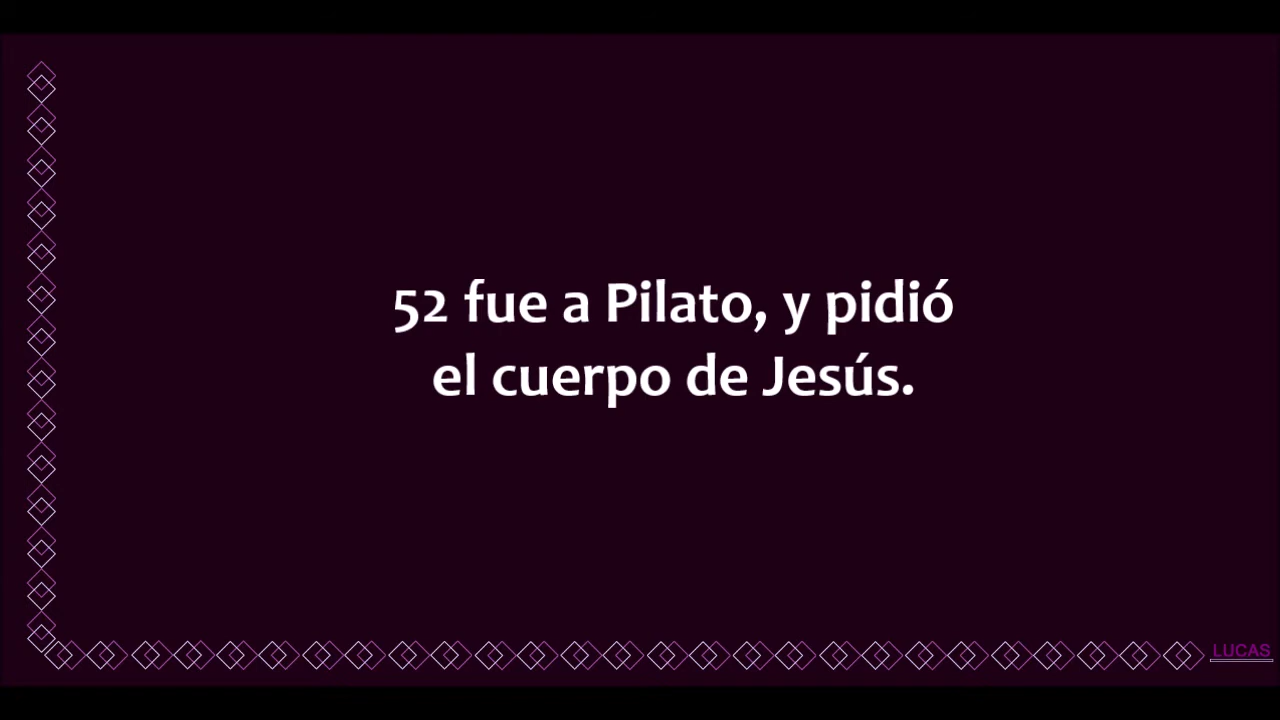 52 fue a Pilato, y pidió
el cuerpo de Jesús.
LUCAS